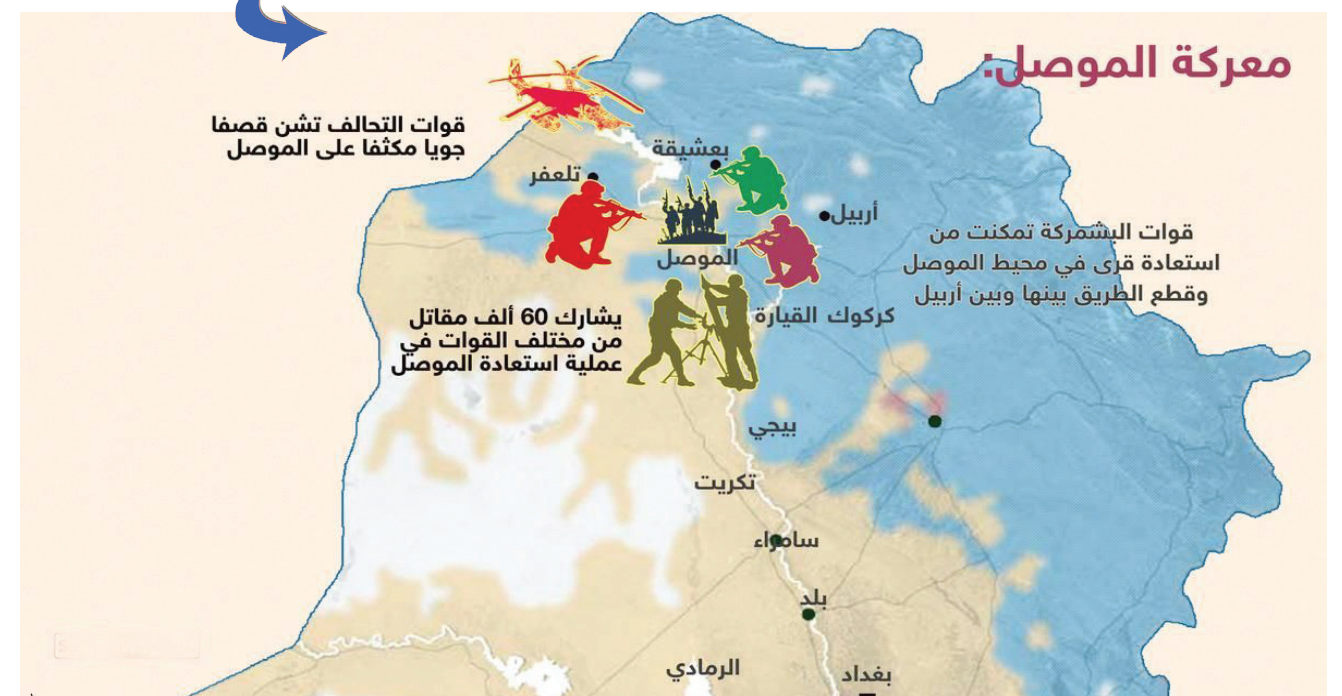 معركة الموصل:
قوات التحالف تشن قصفا
جويا مكثفا على الموصل
بعشيقة
تلعفر
أربيل
قوات البشمركة تمكنت من
استعادة قرى في محيط الموصل
وقطع الطريق بينها وبين أربيل
الموصل
كركوك القيارة
يشارك 60 ألف مقاتل
من مختلف القوات في
عملية استعادة الموصل
بيجي
تكريت
سامراء
بلد
الرمادي
بغداد